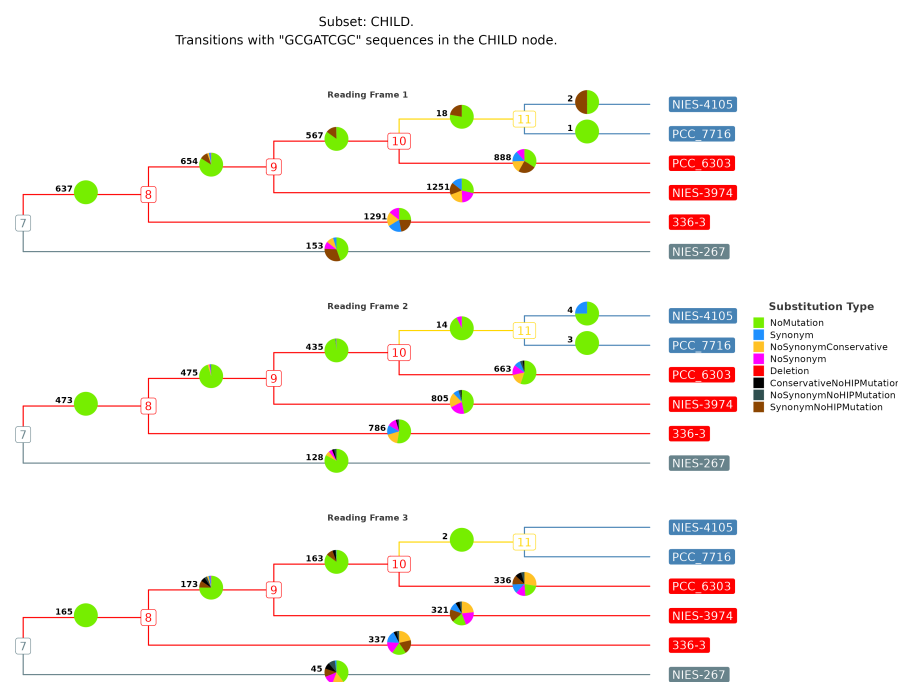 Subset: CHILD.
Transitions with "GCGATCGC" sequences in the CHILD node.
Reading Frame 1
2
NIES-4105
18
11
1
PCC_7716
567
10
888
PCC_6303
654
9
1251
NIES-3974
637
8
1291
336-3
7
153
NIES-267
Reading Frame 2
4
NIES-4105
14
11
3
PCC_7716
435
10
663
PCC_6303
475
9
805
NIES-3974
473
8
786
336-3
7
128
NIES-267
Substitution Type
NoMutation
Synonym
NoSynonymConservative
NoSynonym
Deletion
ConservativeNoHIPMutation
NoSynonymNoHIPMutation
SynonymNoHIPMutation
Reading Frame 3
NIES-4105
2
11
PCC_7716
163
10
336
PCC_6303
173
9
321
NIES-3974
165
8
337
336-3
7
45
NIES-267